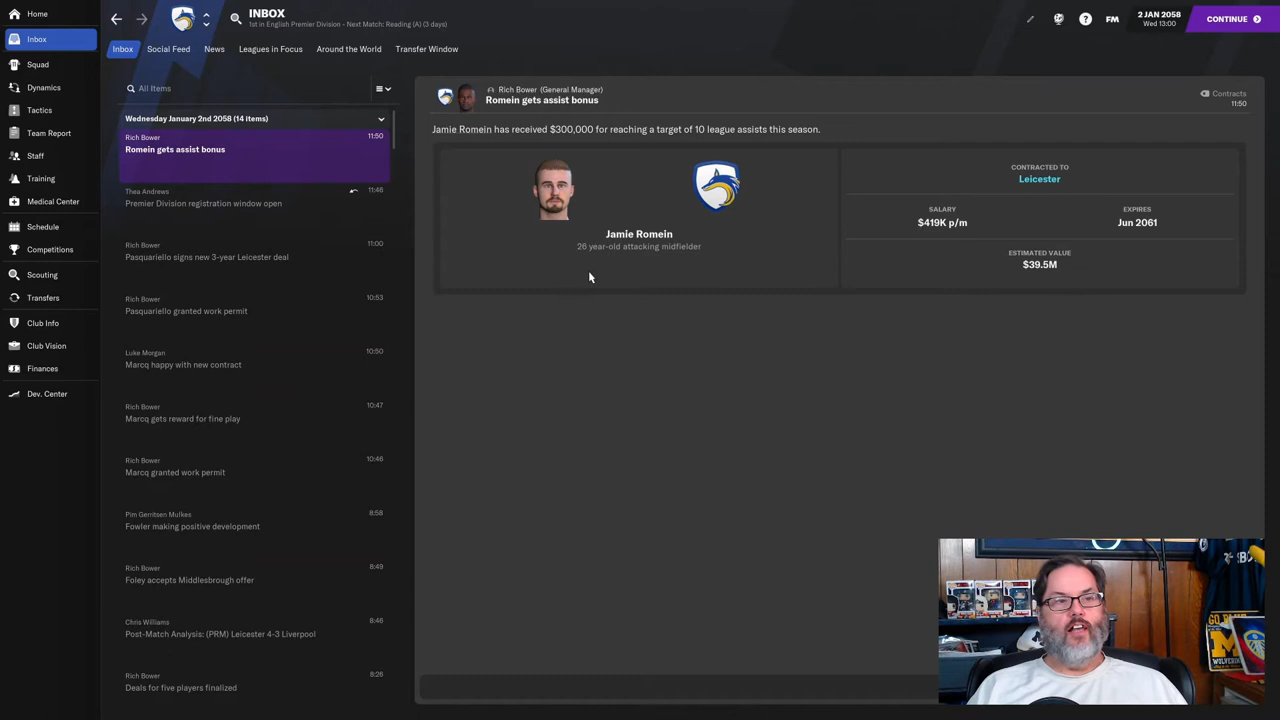 Home
Inbox
Squad
Dynamics
Tactics
Team Report
Staff
Training
Medical Center
Schedule
Competitions
Scouting
Transfers
Club Info
Club Vision
Finances
Dev. Center
INBOX
1st in English Premier Division - Next Match: Reading (A) (3 days)
FM
2 JAN 2058
Wed 13:00
CONTINUE
Inbox
Social Feed
News
Leagues in Focus
Around the World
Transfer Window
All Items
Wednesday January 2nd 2058 (14 items)
Rich Bower
11:50
Romein gets assist bonus
Thea Andrews
11:46
Premier Division registration window open
Rich Bower
11:00
Pasquariello signs new 3-year Leicester deal
Rich Bower
10:53
Pasquariello granted work permit
Luke Morgan
10:50
Marcq happy with new contract
Rich Bower
10:47
Marcq gets reward for fine play
Rich Bower
10:46
Marcq granted work permit
Pim Gerritsen Mulkes
8:58
Fowler making positive development
Rich Bower
8:49
Foley accepts Middlesbrough offer
Chris Williams
8:46
Post-Match Analysis: (PRM) Leicester 4-3 Liverpool
Rich Bower
8:26
Deals for five players finalized
Rich Bower (General Manager)
Romein gets assist bonus
Contracts
11:50
Jamie Romein has received $300,000 for reaching a target of 10 league assists this season.
Jamie Romein
26 year-old attacking midfielder
CONTRACTED TO
Leicester
SALARY
$419K p/m
EXPIRES
Jun 2061
ESTIMATED VALUE
$39.5M
GO BLUE
M